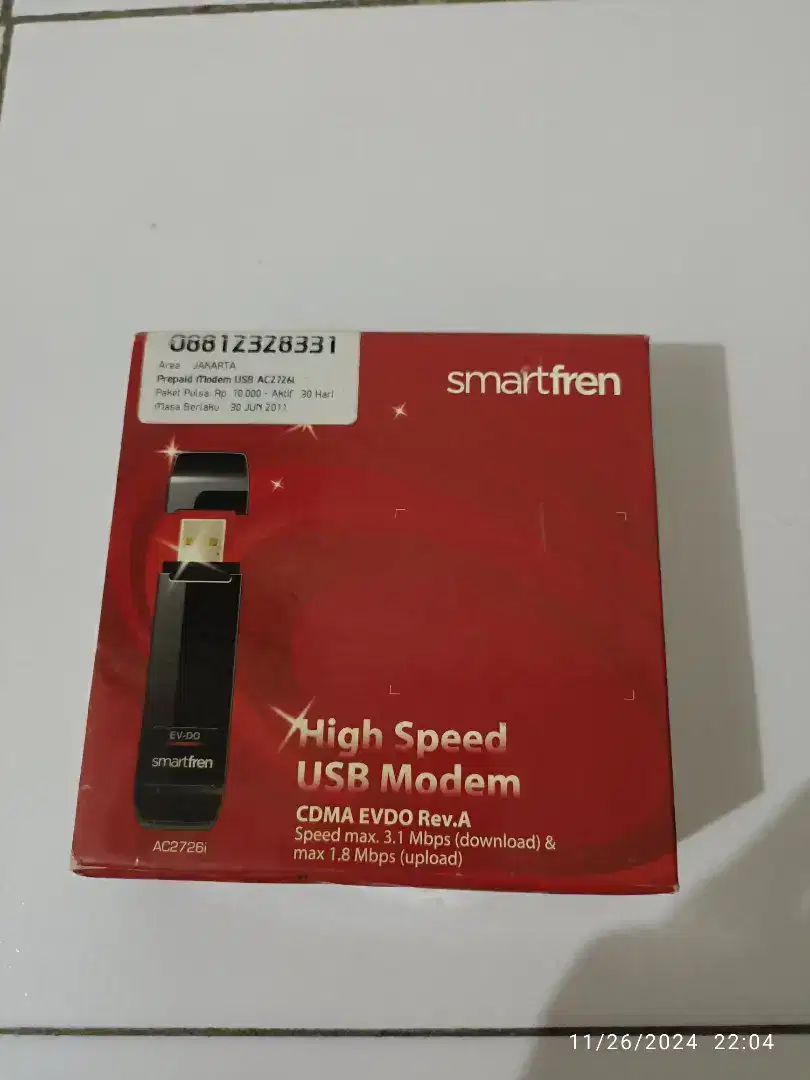 08812328331
Area JAKARTA
Prepaid Modem USB AC2726i
Paket Pulsa Rp 10.000 - Aktif 30 Hari
Masa Berlaku 30 JUN 2011
smartfren
EV-DO
smartfren
AC2726i
High Speed
USB Modem
CDMA EVDO Rev.A
Speed max. 3.1 Mbps (download) &
max 1.8 Mbps (upload)
11/26/2024 22:04